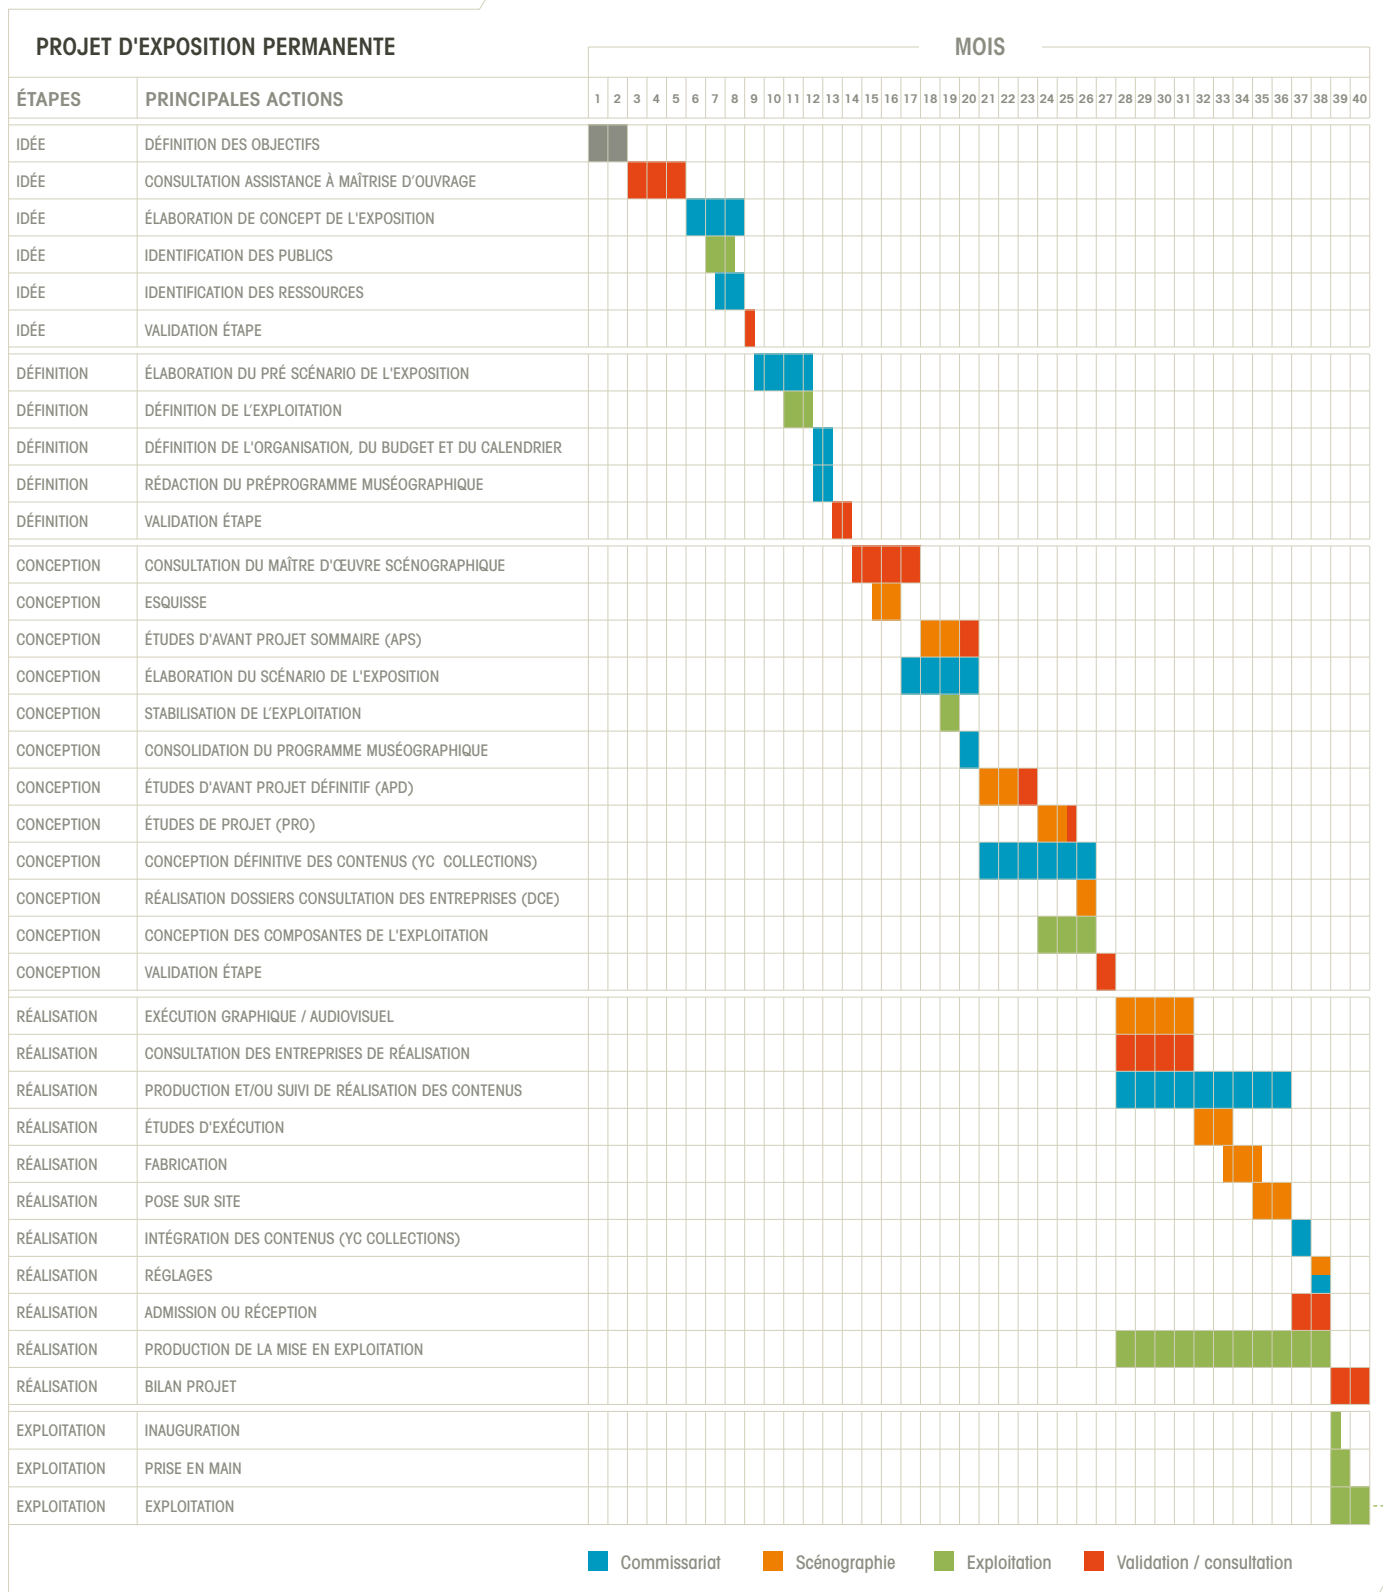 PROJET D'EXPOSITION PERMANENTE
MOIS
ÉTAPES PRINCIPALES ACTIONS 1 2 3 4 5 6 7 8 9 10 11 12 13 14 15 16 17 18 19 20 21 22 23 24 25 26 27 28 29 30 31 32 33 34 35 36 37 38 39 40
IDÉE DÉFINITION DES OBJECTIFS
IDÉE CONSULTATION ASSISTANCE À MAÎTRISE D'OUVRAGE
IDÉE ÉLABORATION DE CONCEPT DE L'EXPOSITION
IDÉE IDENTIFICATION DES PUBLICS
IDÉE IDENTIFICATION DES RESSOURCES
IDÉE VALIDATION ÉTAPE
DÉFINITION ÉLABORATION DU PRÉ SCÉNARIO DE L'EXPOSITION
DÉFINITION DÉFINITION DE L'EXPLOITATION
DÉFINITION DÉFINITION DE L'ORGANISATION, DU BUDGET ET DU CALENDRIER
DÉFINITION RÉDACTION DU PRÉPROGRAMME MUSÉOGRAPHIQUE
DÉFINITION VALIDATION ÉTAPE
CONCEPTION CONSULTATION DU MAÎTRE D'ŒUVRE SCÉNOGRAPHIQUE
CONCEPTION ESQUISSE
CONCEPTION ÉTUDES D'AVANT PROJET SOMMAIRE (APS)
CONCEPTION ÉLABORATION DU SCÉNARIO DE L'EXPOSITION
CONCEPTION STABILISATION DE L'EXPLOITATION
CONCEPTION CONSOLIDATION DU PROGRAMME MUSÉOGRAPHIQUE
CONCEPTION ÉTUDES D'AVANT PROJET DÉFINITIF (APD)
CONCEPTION ÉTUDES DE PROJET (PRO)
CONCEPTION CONCEPTION DÉFINITIVE DES CONTENUS (YC COLLECTIONS)
CONCEPTION RÉALISATION DOSSIERS CONSULTATION DES ENTREPRISES (DCE)
CONCEPTION CONCEPTION DES COMPOSANTES DE L'EXPLOITATION
CONCEPTION VALIDATION ÉTAPE
RÉALISATION EXÉCUTION GRAPHIQUE / AUDIOVISUEL
RÉALISATION CONSULTATION DES ENTREPRISES DE RÉALISATION
RÉALISATION PRODUCTION ET/OU SUIVI DE RÉALISATION DES CONTENUS
RÉALISATION ÉTUDES D'EXÉCUTION
RÉALISATION FABRICATION
RÉALISATION POSE SUR SITE
RÉALISATION INTÉGRATION DES CONTENUS (YC COLLECTIONS)
RÉALISATION RÉGLAGES
RÉALISATION ADMISSION OU RÉCEPTION
RÉALISATION PRODUCTION DE LA MISE EN EXPLOITATION
RÉALISATION BILAN PROJET
EXPLOITATION INAUGURATION
EXPLOITATION PRISE EN MAIN
EXPLOITATION EXPLOITATION
Commissariat Scénographie Exploitation Validation / consultation